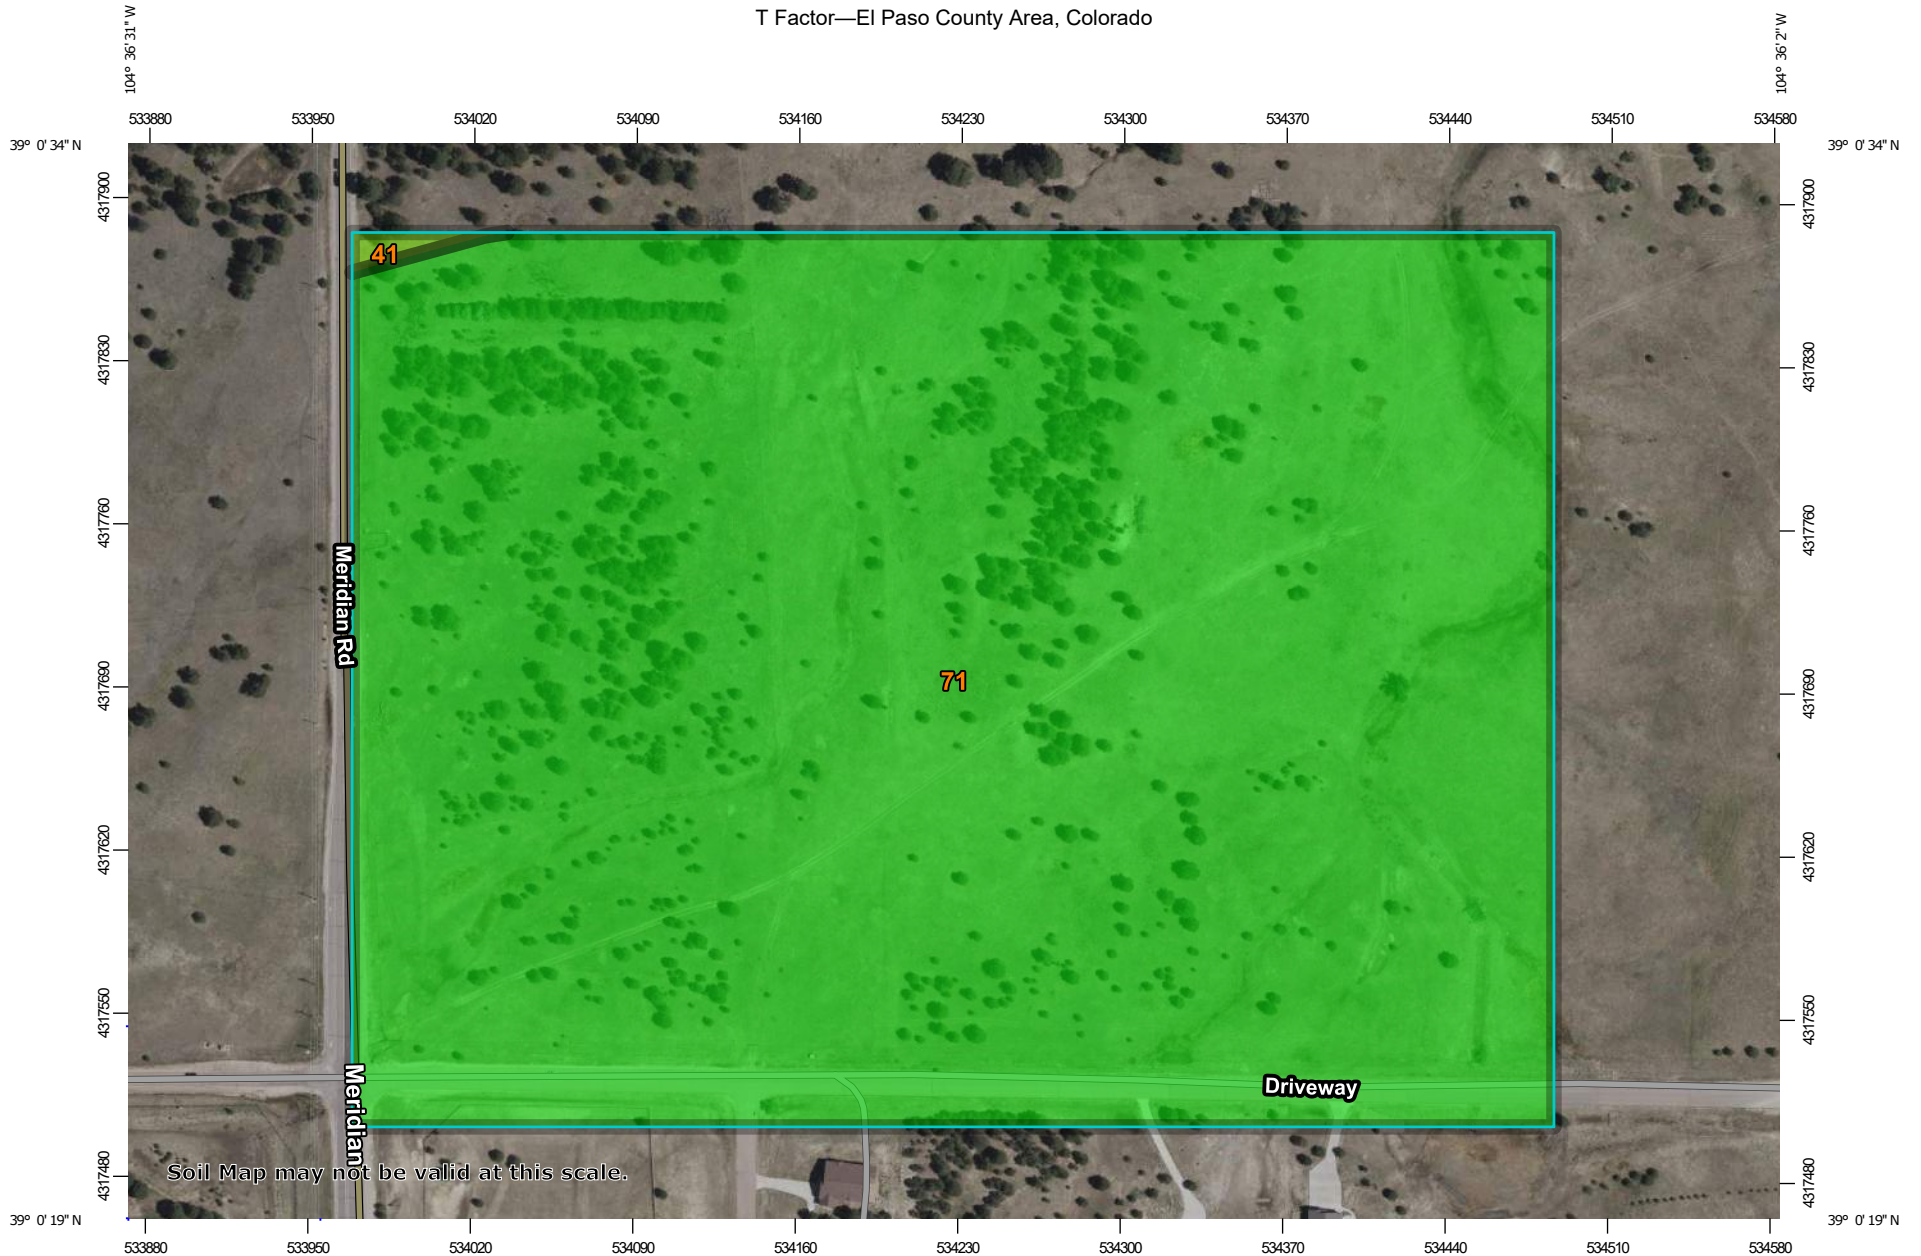 T Factor—El Paso County Area, Colorado
104° 36' 31" W
104° 36' 2" W
533880 533950 534020 534090 534160 534230 534300 534370 534440 534510 534580
39° 0' 34" N
39° 0' 34" N
4317900
4317900
41
4317830
4317830
4317760
4317760
Meridian Rd
4317690
71
4317690
4317620
4317620
4317550
4317550
Meridian
Driveway
Soil Map may not be valid at this scale.
4317480
4317480
39° 0' 19" N
39° 0' 19" N
533880 533950 534020 534090 534160 534230 534300 534370 534440 534510 534580